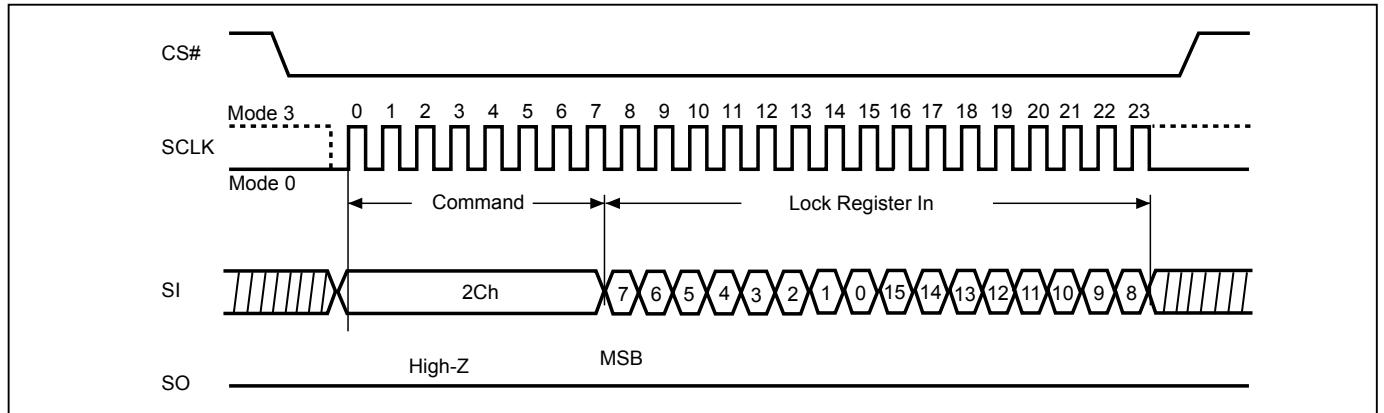 CS#
Mode 3 0 1 2 3 4 5 6 7 8 9 10 11 12 13 14 15 16 17 18 19 20 21 22 23
SCLK
Mode 0
Command Lock Register In
SI 2Ch 7 6 5 4 3 2 1 0 15 14 13 12 11 10 9 8
High-Z MSB
SO